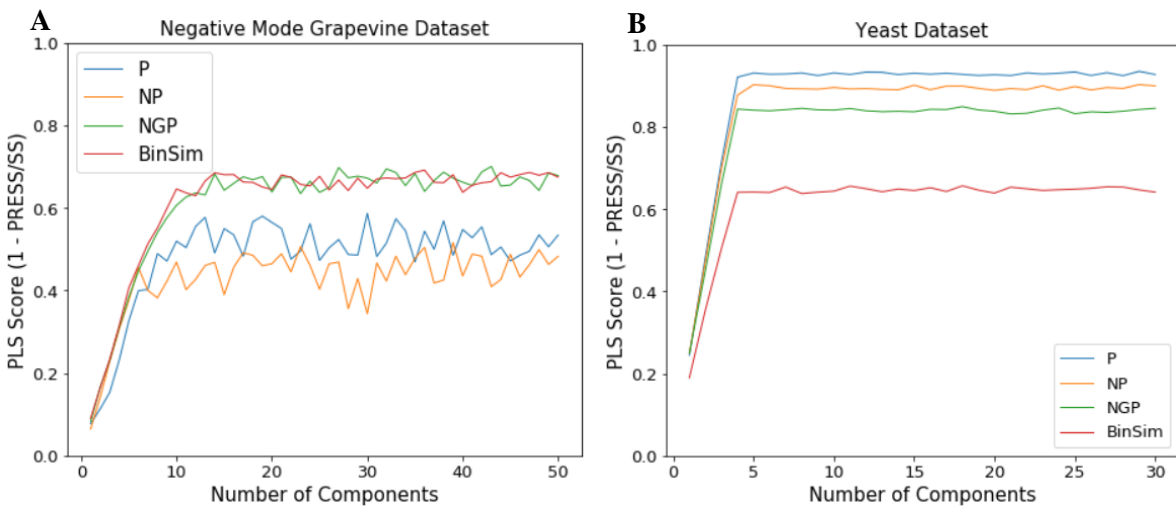 A
Negative Mode Grapevine Dataset
1.0
0.8
0.6
0.4
0.2
0.0
PLS Score (1 - PRESS/SS)
P
NP
NGP
BinSim
0 10 20 30 40 50
Number of Components
B
Yeast Dataset
1.0
0.8
0.6
0.4
0.2
0.0
PLS Score (1 - PRESS/SS)
P
NP
NGP
BinSim
0 5 10 15 20 25 30
Number of Components